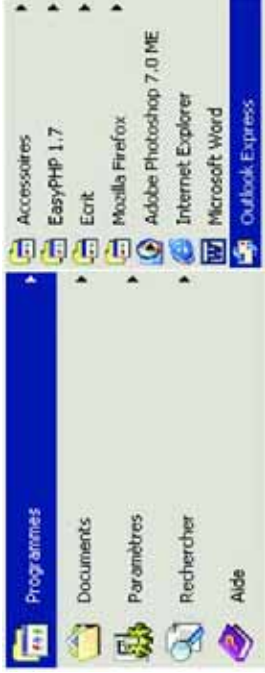 Programmes
Documents
Paramètres
Rechercher
Aide
Accessoires
EasyPHP 1.7
Ecrit
Mozilla Firefox
Adobe Photoshop 7.0 ME
Internet Explorer
Microsoft Word
Outlook Express